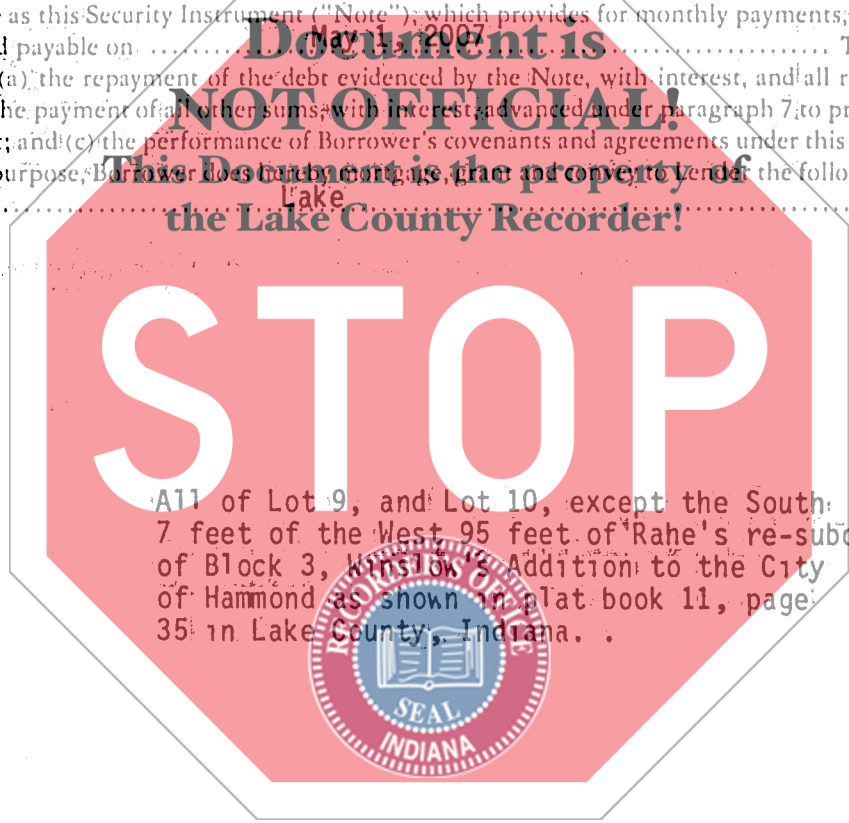 as this Security Instrument ("Note"), which provides for monthly payments,
payable on May 1, 2007
Document is
(a) the repayment of the debt evidenced by the Note, with interest, and all
the payment of all other sums, with interest, advanced under paragraph 7 to
NOT OFFICIAL!
and (c) the performance of Borrower's covenants and agreements under this
purpose, Borrower does hereby mortgage, grant and convey to Lender the
This Document is the property of
Lake
the Lake County Recorder!
STOP
All of Lot 9, and Lot 10, except the South
7 feet of the West 95 feet of Rahe's re-subd
of Block 3, Winslow's Addition to the City
of Hammond as shown in plat book 11, page
35 in Lake County, Indiana. .
RECORDER'S OFFICE
SEAL
INDIANA